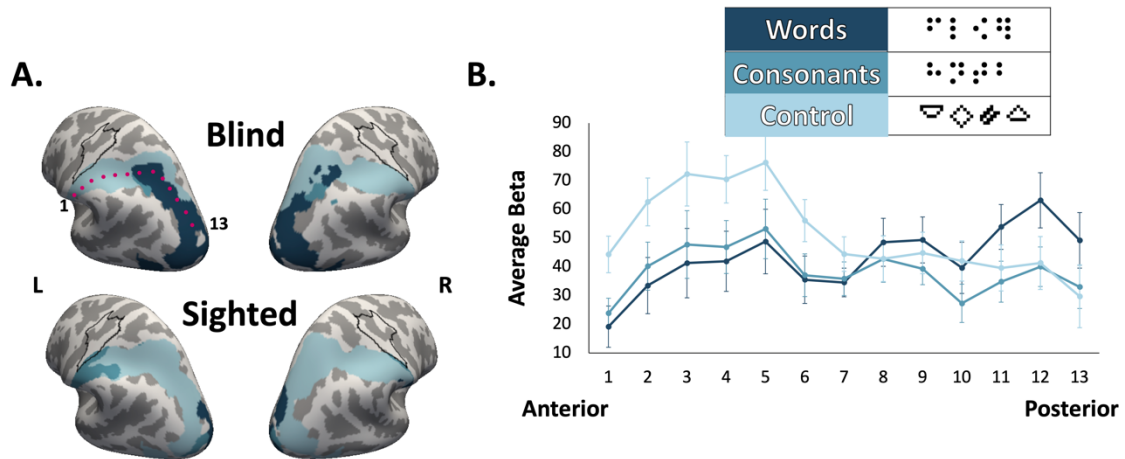 A.
Blind
1
13
L
R
Sighted
B.
Words
Consonants
Control
Average Beta
90
80
70
60
50
40
30
20
10
1 2 3 4 5 6 7 8 9 10 11 12 13
Anterior Posterior